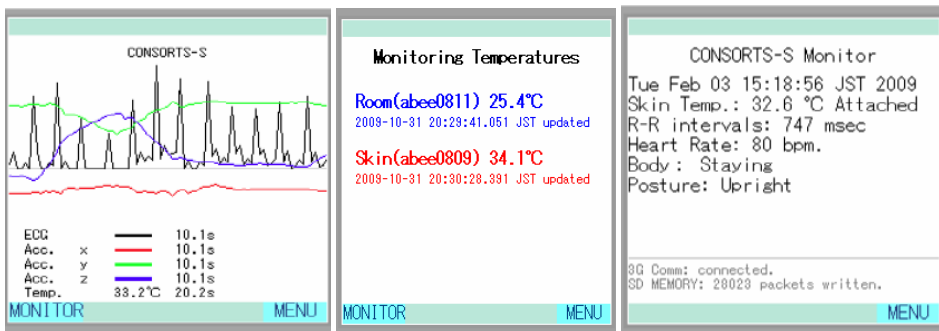 CONSORTS-S
ECG 10.1s
Acc. x 10.1s
Acc. y 10.1s
Acc. z 10.1s
Temp. 33.2℃ 20.2s
MONITOR MENU
Monitoring Temperatures
Room(abee0811) 25.4℃
2009-10-31 20:29:41.051 JST updated
Skin(abee0809) 34.1℃
2009-10-31 20:30:28.391 JST updated
MONITOR MENU
CONSORTS-S Monitor
Tue Feb 03 15:18:56 JST 2009
Skin Temp.: 32.6 ℃ Attached
R-R intervals: 747 msec
Heart Rate: 80 bpm.
Body : Staying
Posture: Upright
3G Comm: connected.
SD MEMORY: 28023 packets written.
MENU